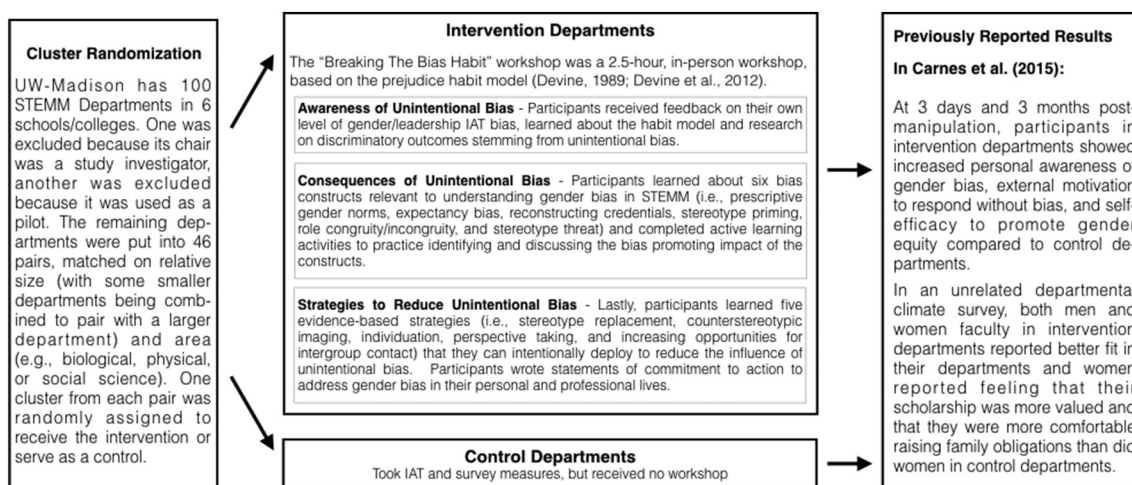 Cluster Randomization
UW-Madison has 100
STEMM Departments in 6
schools/colleges. One was
excluded because its chair
was a study investigator,
another was excluded
because it was used as a
pilot. The remaining dep-
artments were put into 46
pairs, matched on relative
size (with some smaller
departments being comb-
ined to pair with a larger
department) and area
(e.g., biological, physical,
or social science). One
cluster from each pair was
randomly assigned to
receive the intervention or
serve as a control.
Intervention Departments
The “Breaking The Bias Habit” workshop was a 2.5-hour, in-person workshop,
based on the prejudice habit model (Devine, 1989; Devine et al., 2012).
Awareness of Unintentional Bias - Participants received feedback on their own
level of gender/leadership IAT bias, learned about the habit model and research
on discriminatory outcomes stemming from unintentional bias.
Consequences of Unintentional Bias - Participants learned about six bias
constructs relevant to understanding gender bias in STEMM (i.e., prescriptive
gender norms, expectancy bias, reconstructing credentials, stereotype priming,
role congruity/incongruity, and stereotype threat) and completed active learning
activities to practice identifying and discussing the bias promoting impact of the
constructs.
Strategies to Reduce Unintentional Bias - Lastly, participants learned five
evidence-based strategies (i.e., stereotype replacement, counterstereotypic
imaging, individuation, perspective taking, and increasing opportunities for
intergroup contact) that they can intentionally deploy to reduce the influence of
unintentional bias. Participants wrote statements of commitment to action to
address gender bias in their personal and professional lives.
Control Departments
Took IAT and survey measures, but received no workshop
Previously Reported Results
In Carnes et al. (2015):
At 3 days and 3 months post-
manipulation, participants in
intervention departments showed
increased personal awareness of
gender bias, external motivation
to respond without bias, and self-
efficacy to promote gender
equity compared to control de-
partments.
In an unrelated departmental
climate survey, both men and
women faculty in intervention
departments reported better fit in
their departments and women
reported feeling that their
scholarship was more valued and
that they were more comfortable
raising family obligations than did
women in control departments.